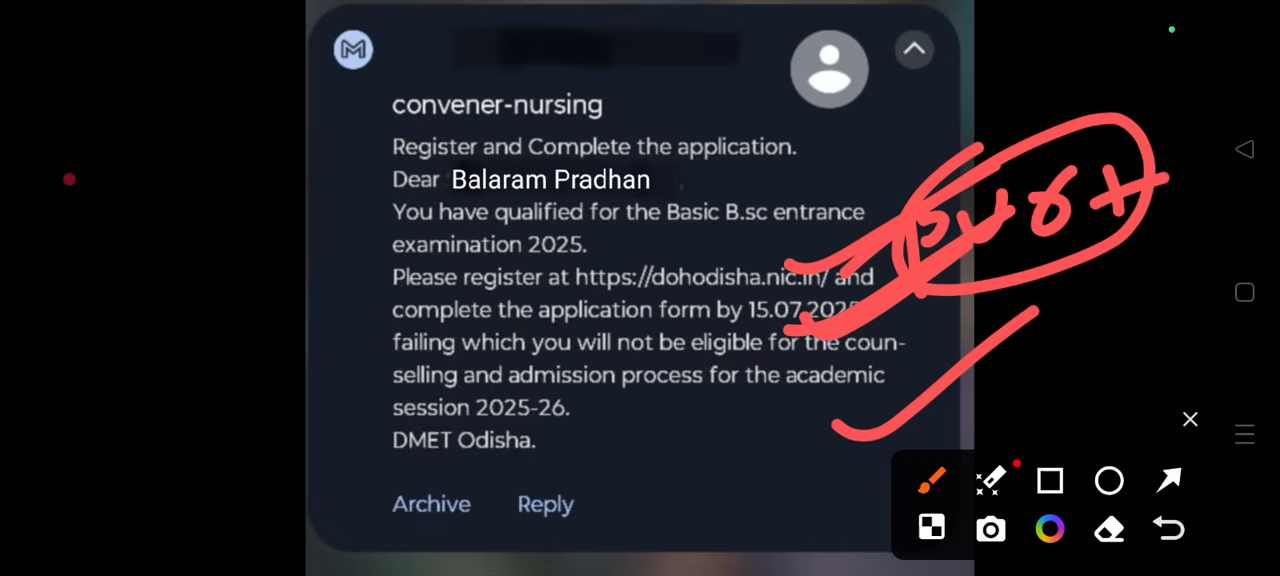 convener-nursing
Register and Complete the application.
Dear Balaram Pradhan
You have qualified for the Basic B.sc entrance
examination 2025.
Please register at https://dohodisha.nic.in/ and
complete the application form by 15.07.2025
failing which you will not be eligible for the coun-
selling and admission process for the academic
session 2025-26.
DMET Odisha.
Archive Reply